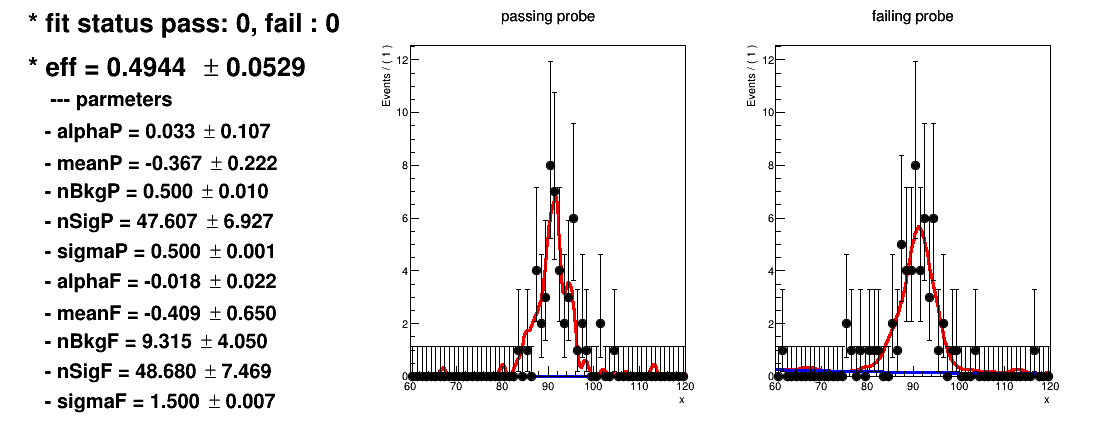 * fit status pass: 0, fail : 0
* eff = 0.4944 ± 0.0529
--- parmeters
- alphaP = 0.033 ± 0.107
- meanP = -0.367 ± 0.222
- nBkgP = 0.500 ± 0.010
- nSigP = 47.607 ± 6.927
- sigmaP = 0.500 ± 0.001
- alphaF = -0.018 ± 0.022
- meanF = -0.409 ± 0.650
- nBkgF = 9.315 ± 4.050
- nSigF = 48.680 ± 7.469
- sigmaF = 1.500 ± 0.007
passing probe
Events / ( 1 )
12
10
8
6
4
2
0
60 70 80 90 100 110 120
x
failing probe
Events / ( 1 )
12
10
8
6
4
2
0
60 70 80 90 100 110 120
x